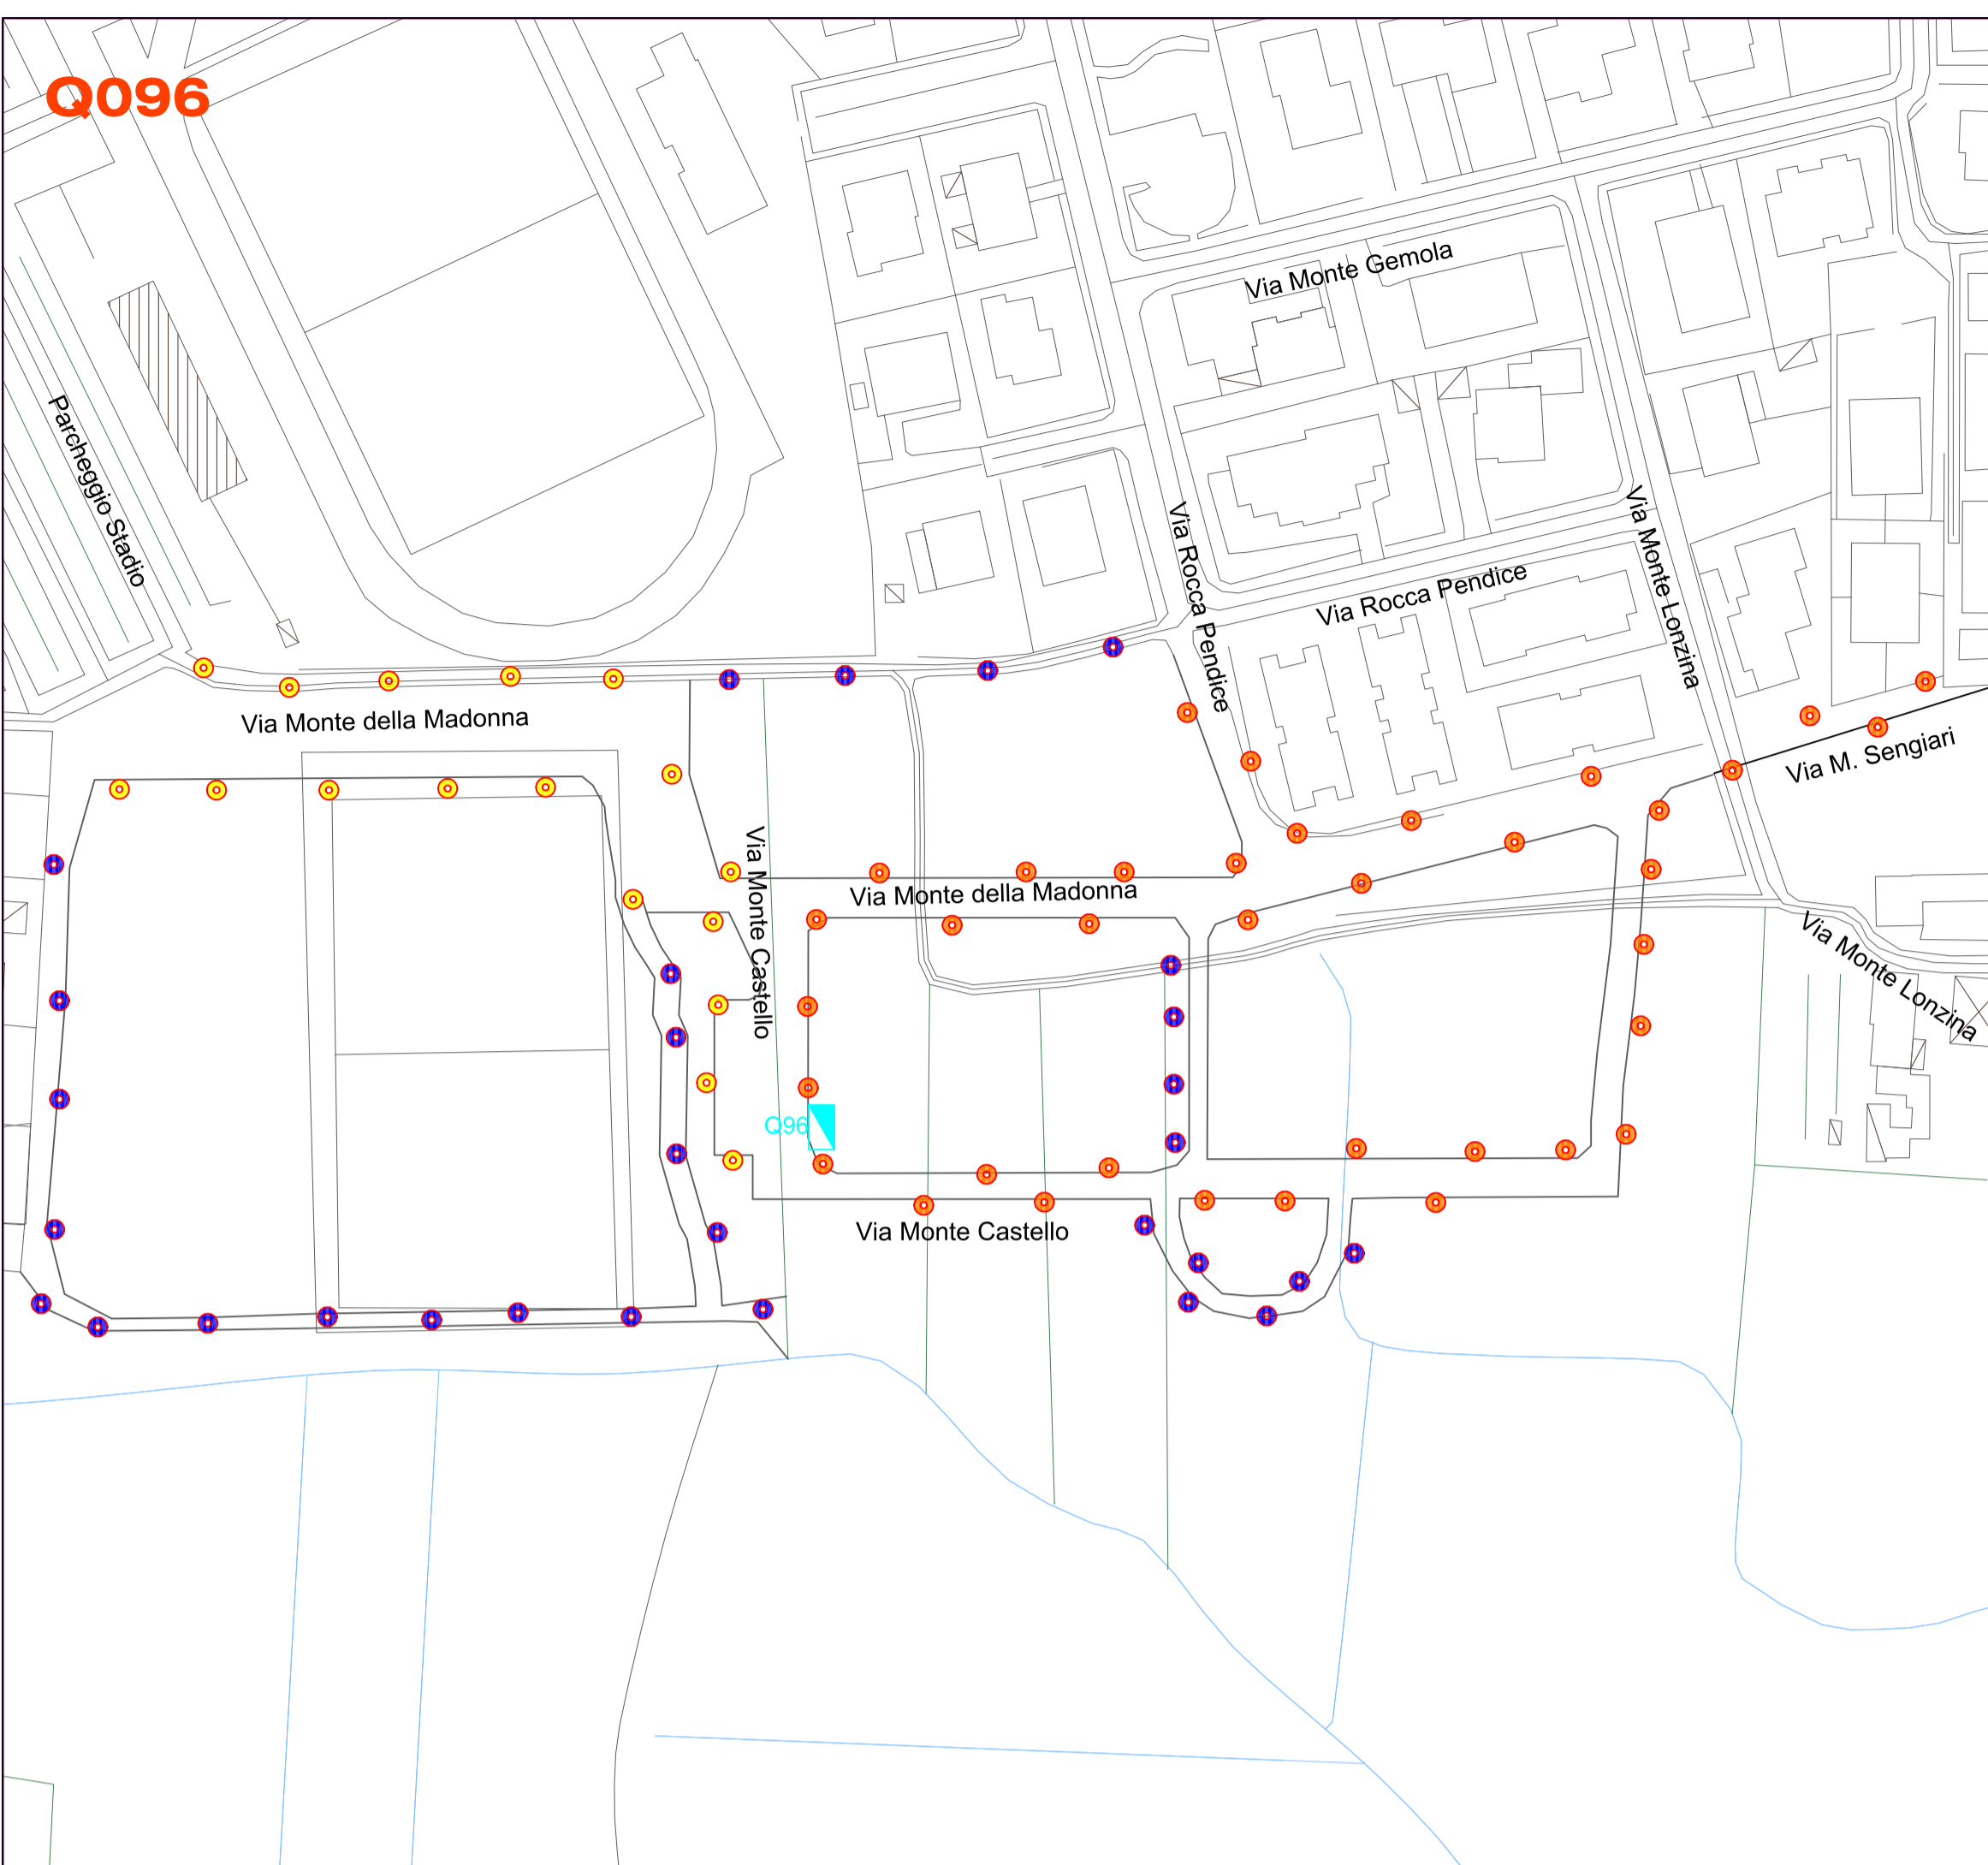 Q096
Via Monte Gemola
Parcheggio Stadio
Via Rocca Pendice
Via Rocca Pendice
Via Monte Lonzina
Via Monte della Madonna
Via M. Sengiari
Via Monte Castello
Via Monte della Madonna
Via Monte Lonzina
Q96
Via Monte Castello